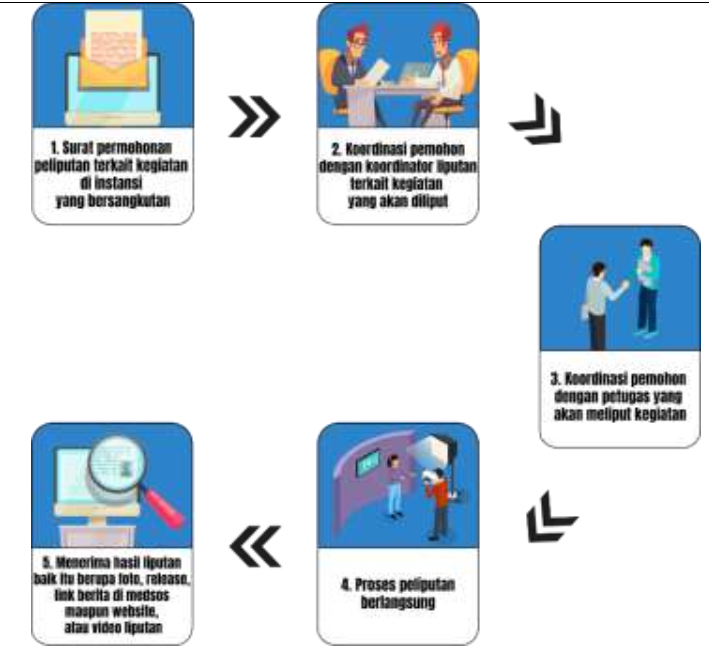 1. Surat permohonan
peliputan terkait kegiatan
di instansi
yang bersangkutan
2. Koordinasi pemohon
dengan koordinator liputan
terkait kegiatan
yang akan diliput
3. Koordinasi pemohon
dengan petugas yang
akan meliput kegiatan
4. Proses peliputan
berlangsung
5. Menerima hasil liputan
baik itu berupa foto, release,
link berita di medsos
maupun website,
atau video liputan